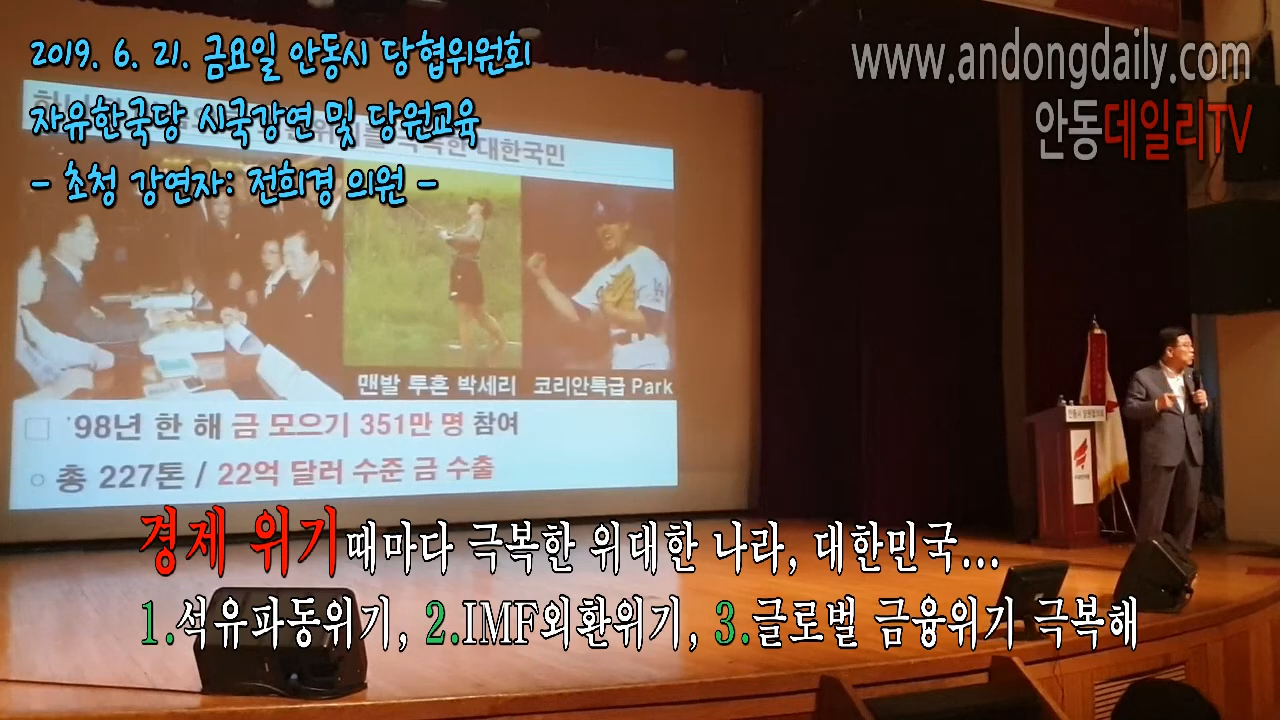 2019. 6. 21. 금요일 안동시 당협위원회
자유한국당 시국강연 및 당원교육
- 초청 강연자: 전희경 의원 -
www.andongdaily.com
안동데일리TV
대한국민
맨발 투혼 박세리 코리안특급 Park
□ '98년 한 해 금 모으기 351만 명 참여
○ 총 227톤 / 22억 달러 수준 금 수출
경제 위기때마다 극복한 위대한 나라, 대한민국...
1.석유파동위기, 2.IMF외환위기, 3.글로벌 금융위기 극복해